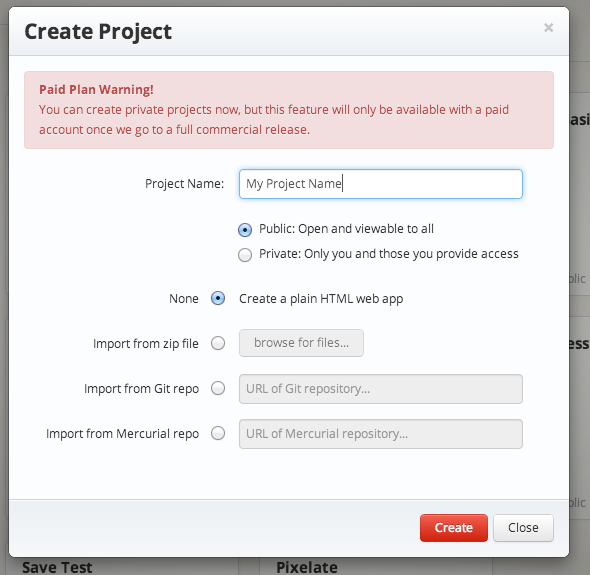 Create Project
×
Paid Plan Warning!
You can create private projects now, but this feature will only be available with a paid
account once we go to a full commercial release.
Project Name: My Project Name
Public: Open and viewable to all
Private: Only you and those you provide access
None Create a plain HTML web app
Import from zip file browse for files...
Import from Git repo URL of Git repository...
Import from Mercurial repo URL of Mercurial repository...
Create Close
Save Test Pixelate